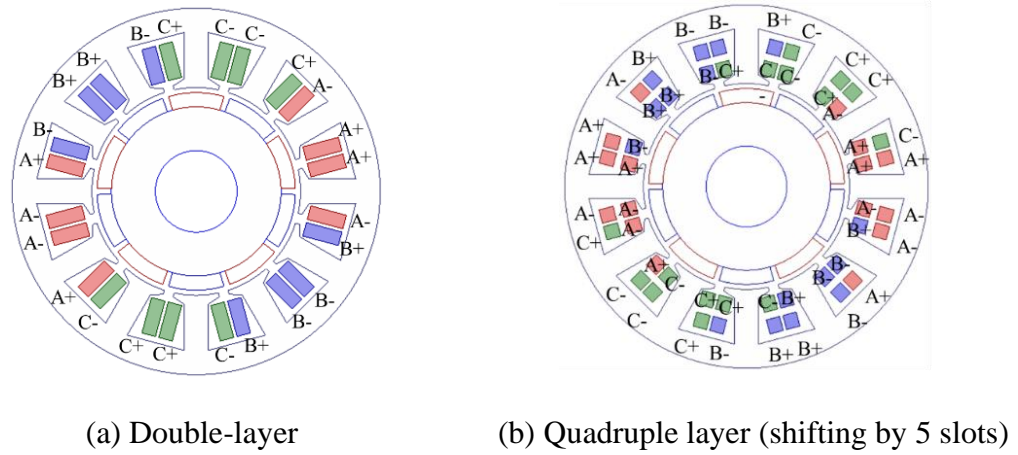 B-
C+
C-
C-
B+
B+
C+
A-
B-
A+
A+
A+
A-
A-
A-
B+
A+
C-
B-
B-
C+
C+
C-
B+
(a) Double-layer
B-
B-
B+
C-
B-
C+
C-
C-
B+
A-
B+
B+
C+
C+
C+
A-
-
A+
A+
B-
A+
C-
A+
A+
A+
A-
A-
A-
C+
A-
A-
B+
A-
C-
A+
C-
C-
B-
B-
A+
B-
C+
C+
C+
B-
C-
B+
B+
B+
(b) Quadruple layer (shifting by 5 slots)